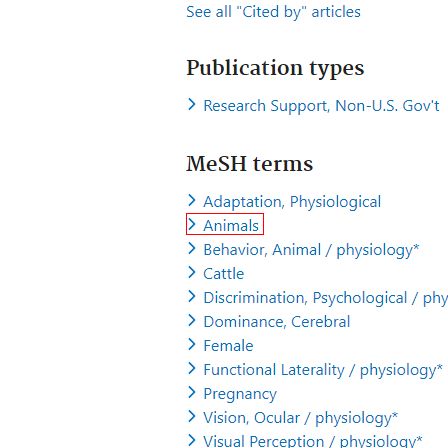 See all "Cited by" articles
Publication types
Research Support, Non-U.S. Gov't
MeSH terms
Adaptation, Physiological
Animals
Behavior, Animal / physiology*
Cattle
Discrimination, Psychological / phy
Dominance, Cerebral
Female
Functional Laterality / physiology*
Pregnancy
Vision, Ocular / physiology*
Visual Perception / physiology*